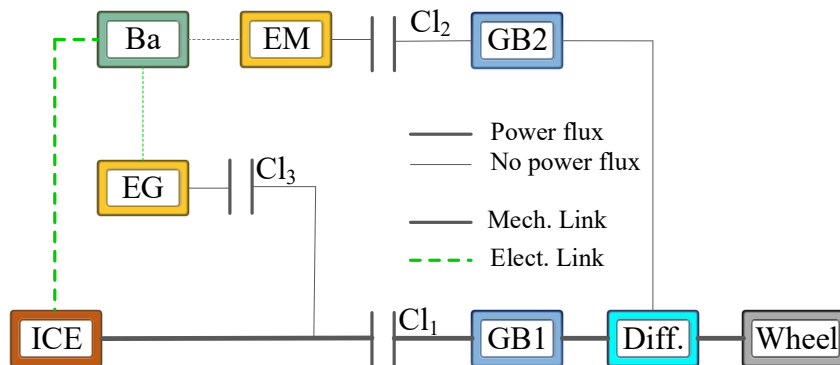 Ba
EM
Cl₂
GB2
Power flux
No power flux
EG
Cl₃
Mech. Link
Elect. Link
ICE
Cl₁
GB1
Diff.
Wheel